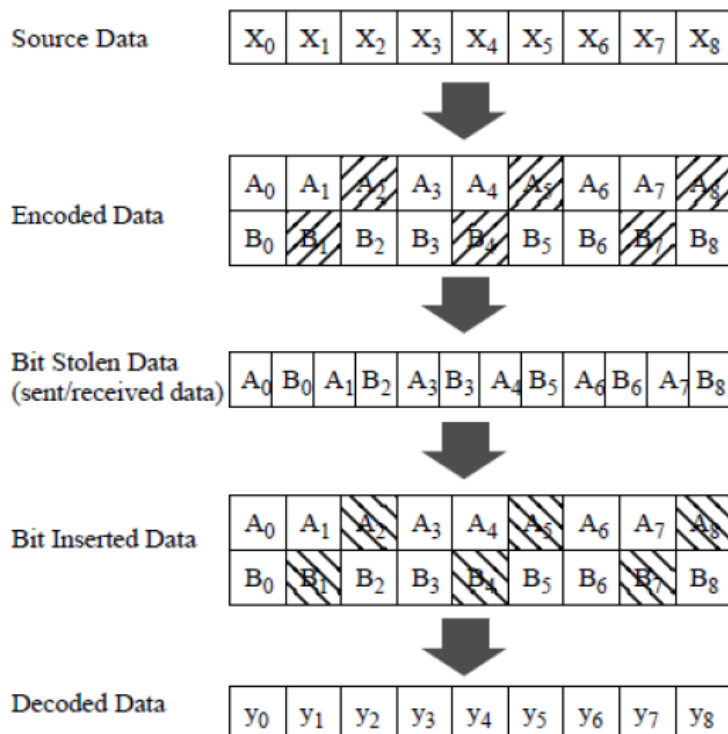 Source Data X₀ X₁ X₂ X₃ X₄ X₅ X₆ X₇ X₈
A₀ A₁ A₂ A₃ A₄ A₅ A₆ A₇ A₈
Encoded Data
B₀ B₁ B₂ B₃ B₄ B₅ B₆ B₇ B₈
Bit Stolen Data
(sent/received data)
A₀ B₀ A₁ B₂ A₃ B₃ A₄ B₅ A₆ B₆ A₇ B₈
A₀ A₁ A₂ A₃ A₄ A₅ A₆ A₇ A₈
Bit Inserted Data
B₀ B₁ B₂ B₃ B₄ B₅ B₆ B₇ B₈
Decoded Data y₀ y₁ y₂ y₃ y₄ y₅ y₆ y₇ y₈